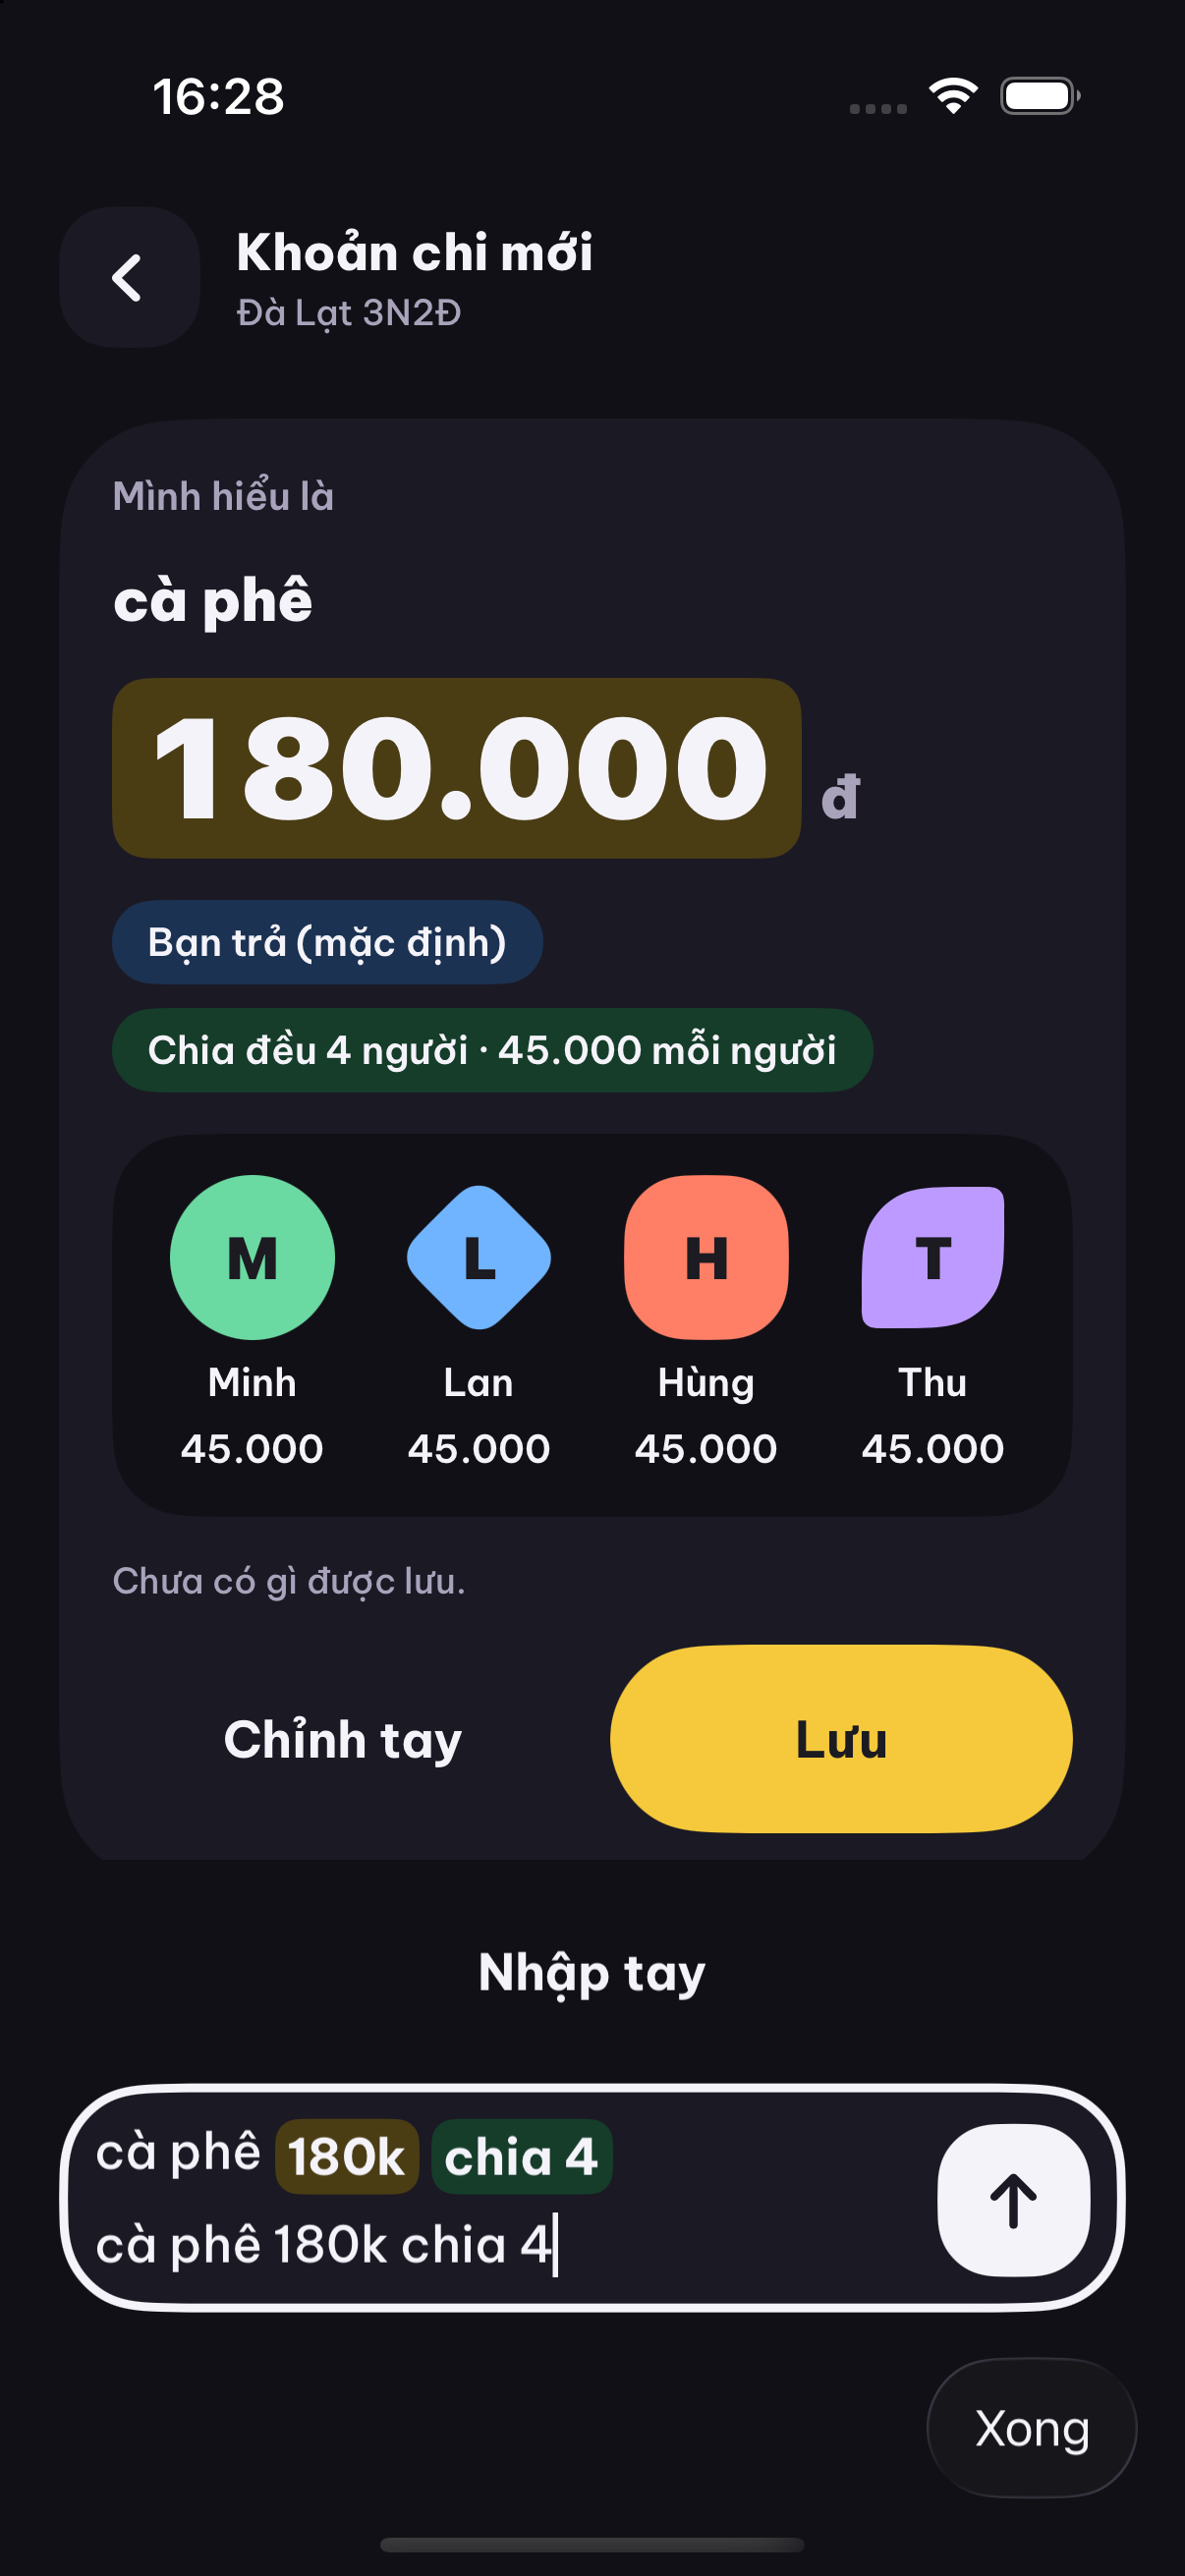 16:28
Khoản chi mới
Đà Lạt 3N2Đ
Mình hiểu là
cà phê
180.000 đ
Bạn trả (mặc định)
Chia đều 4 người · 45.000 mỗi người
M L H T
Minh Lan Hùng Thu
45.000 45.000 45.000 45.000
Chưa có gì được lưu.
Chỉnh tay Lưu
Nhập tay
cà phê 180k chia 4
cà phê 180k chia 4
Xong